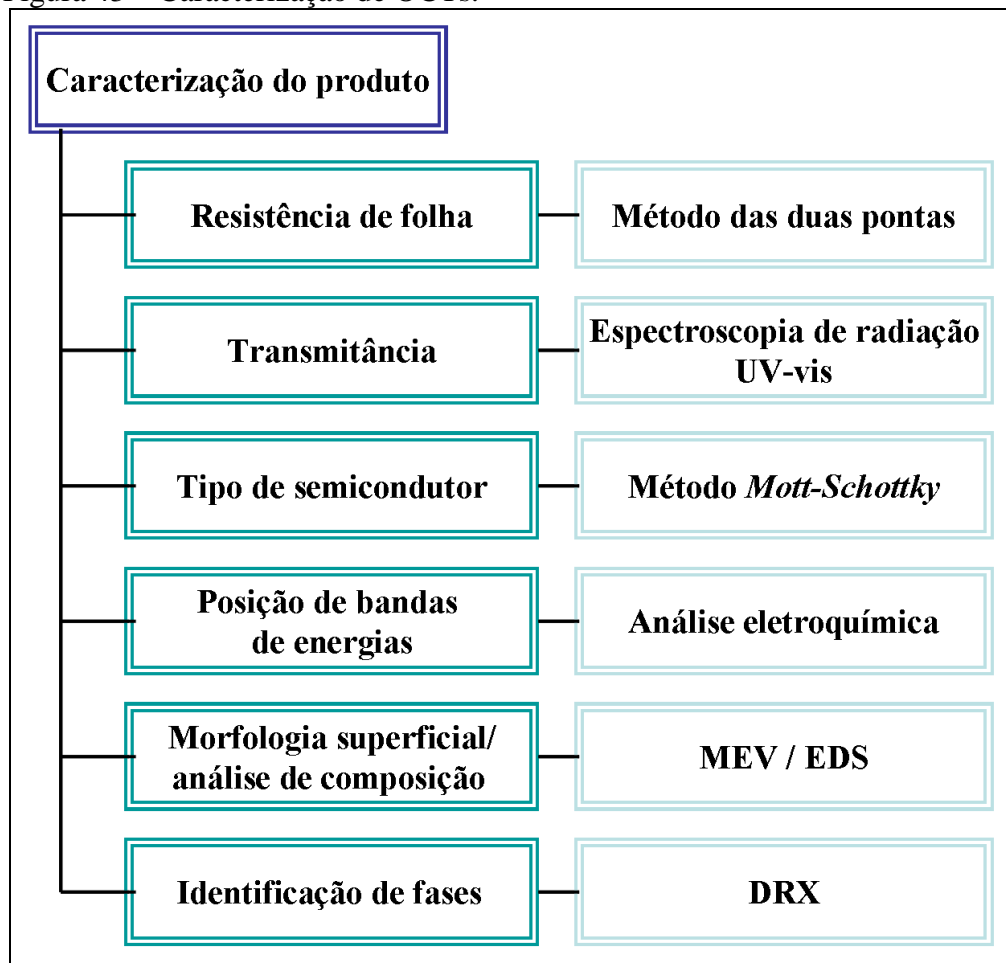 Caracterização do produto
Resistência de folha
Método das duas pontas
Transmitância
Espectroscopia de radiação
UV-vis
Tipo de semicondutor
Método Mott-Schottky
Posição de bandas
de energias
Análise eletroquímica
Morfologia superficial/
análise de composição
MEV / EDS
Identificação de fases
DRX